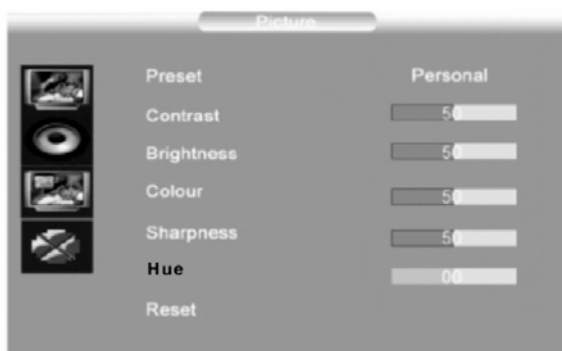 Picture
Preset Personal
Contrast 50
Brightness 50
Colour 50
Sharpness 50
Hue 00
Reset